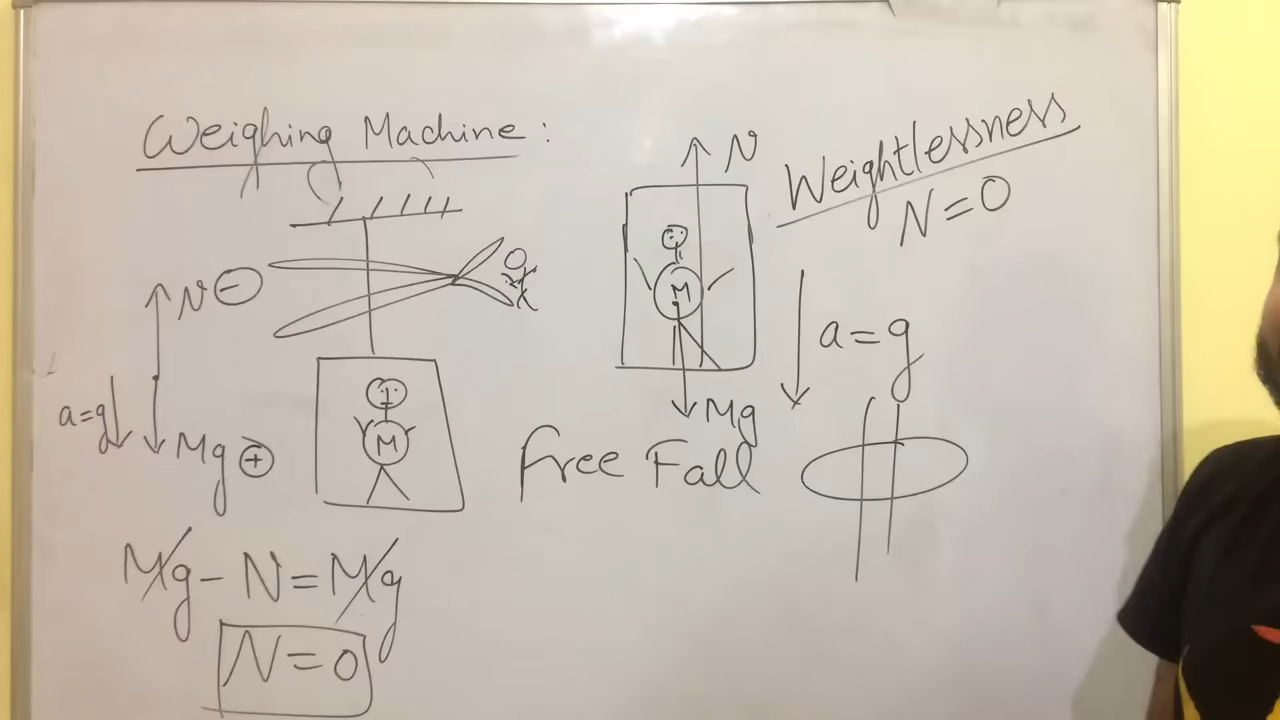 Weighing Machine:
N
Weightlessness
N=0
N ⊖
a=g
Mg ⊕
M
M
Mg
a=g
Free Fall
Mg - N = Mg
N=0